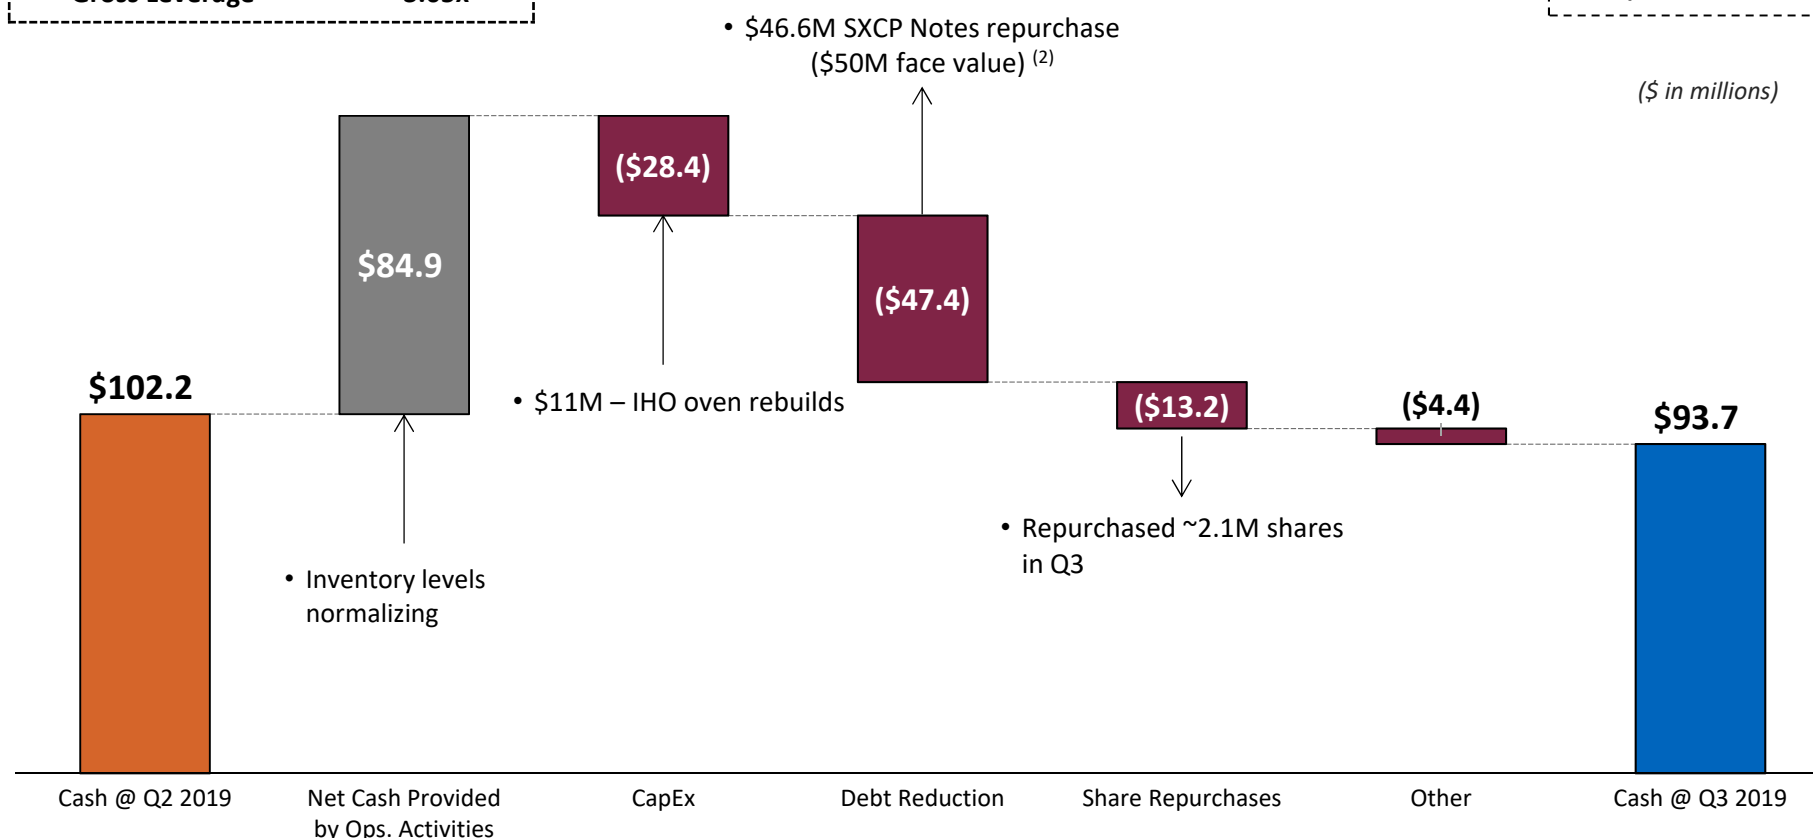 Gross Leverage
• $46.6M SXCP Notes repurchase
($50M face value) (2)
($ in millions)
($28.4)
$84.9
($47.4)
$102.2
• $11M – IHO oven rebuilds
($13.2)
($4.4)
$93.7
• Repurchased ~2.1M shares
in Q3
• Inventory levels
normalizing
Cash @ Q2 2019
Net Cash Provided
by Ops. Activities
CapEx
Debt Reduction
Share Repurchases
Other
Cash @ Q3 2019